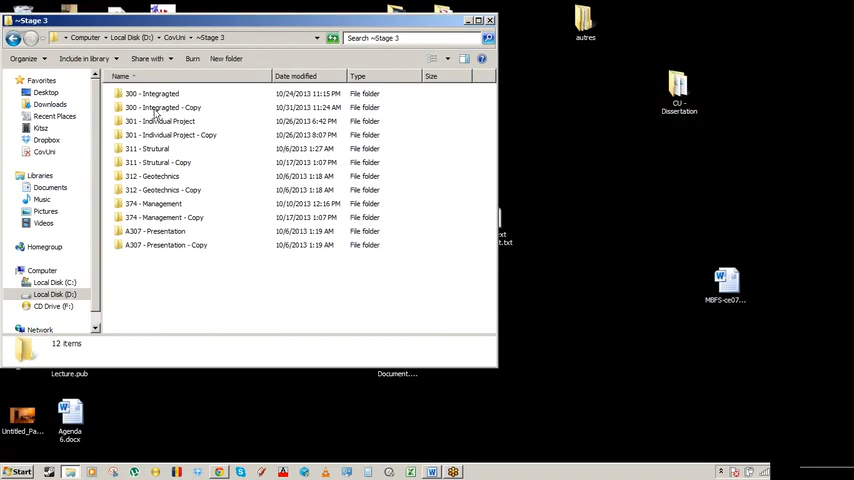 ~Stage 3
Computer
Local Disk (D:)
CovUni
~Stage 3
Search ~Stage 3
Organize
Include in library
Share with
Burn
New folder
Favorites
Desktop
Downloads
Recent Places
Kitsz
Dropbox
CovUni
Libraries
Documents
Music
Pictures
Videos
Homegroup
Computer
Local Disk (C:)
Local Disk (D:)
CD Drive (F:)
Network
Name Date modified Type Size
300 - Integragted 10/24/2013 11:15 PM File folder
300 - Integragted - Copy 10/31/2013 11:24 AM File folder
301 - Individual Project 10/26/2013 6:42 PM File folder
301 - Individual Project - Copy 10/26/2013 8:07 PM File folder
311 - Strutural 10/6/2013 1:27 AM File folder
311 - Strutural - Copy 10/17/2013 1:07 PM File folder
312 - Geotechnics 10/6/2013 1:18 AM File folder
312 - Geotechnics - Copy 10/6/2013 1:18 AM File folder
374 - Management 10/10/2013 12:16 PM File folder
374 - Management - Copy 10/17/2013 1:07 PM File folder
A307 - Presentation 10/6/2013 1:19 AM File folder
A307 - Presentation - Copy 10/6/2013 1:19 AM File folder
12 items
autres
CU -
Dissertation
t.txt
MBFS-ce07...
Lecture.pub
Document....
Untitled_Pa...
Agenda
6.docx
Start